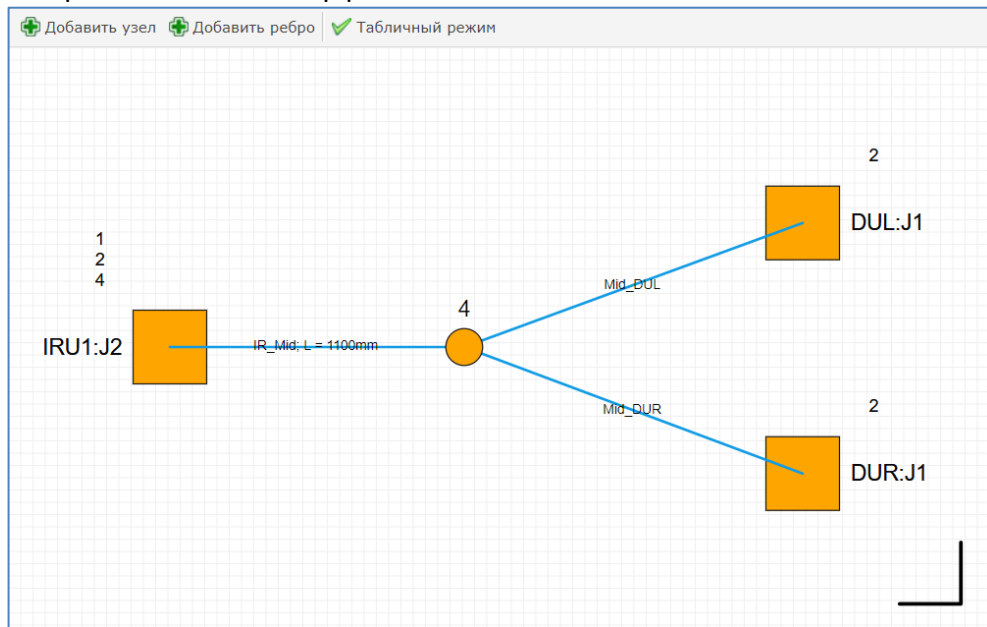 Добавить узел Добавить ребро Табличный режим
2
DUL:J1
1
2
4
Mid_DUL
4
IRU1:J2
IR_Mid; L = 1100mm
Mid_DUR
2
DUR:J1